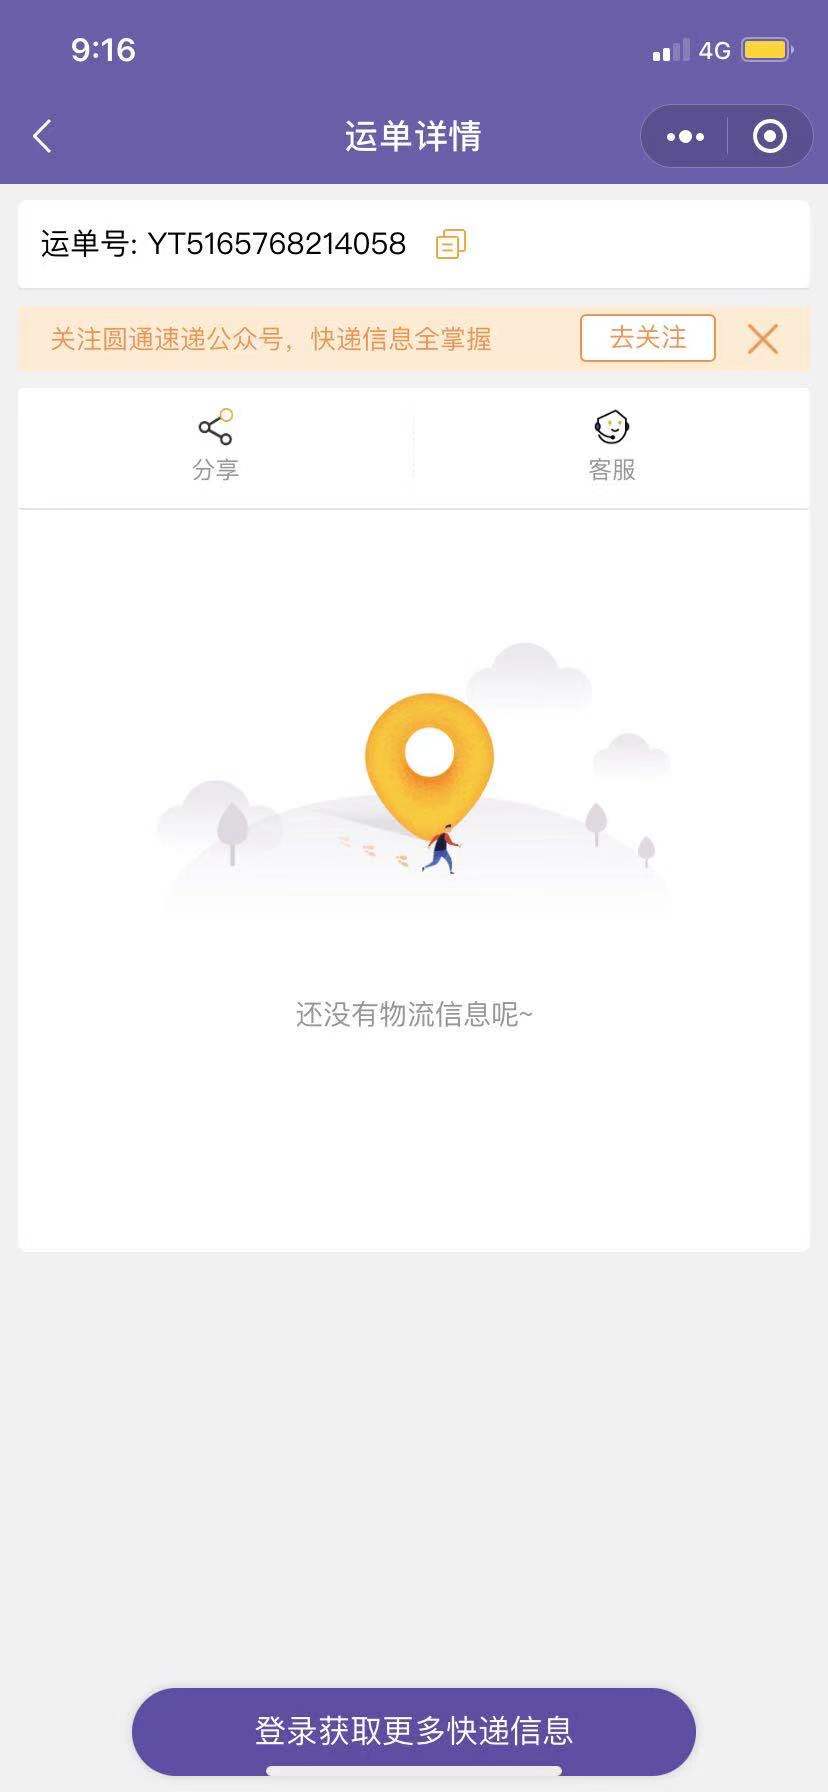 9:16
4G
运单详情
运单号: YT5165768214058
关注圆通速递公众号，快递信息全掌握
去关注
分享
客服
还没有物流信息呢~
登录获取更多快递信息